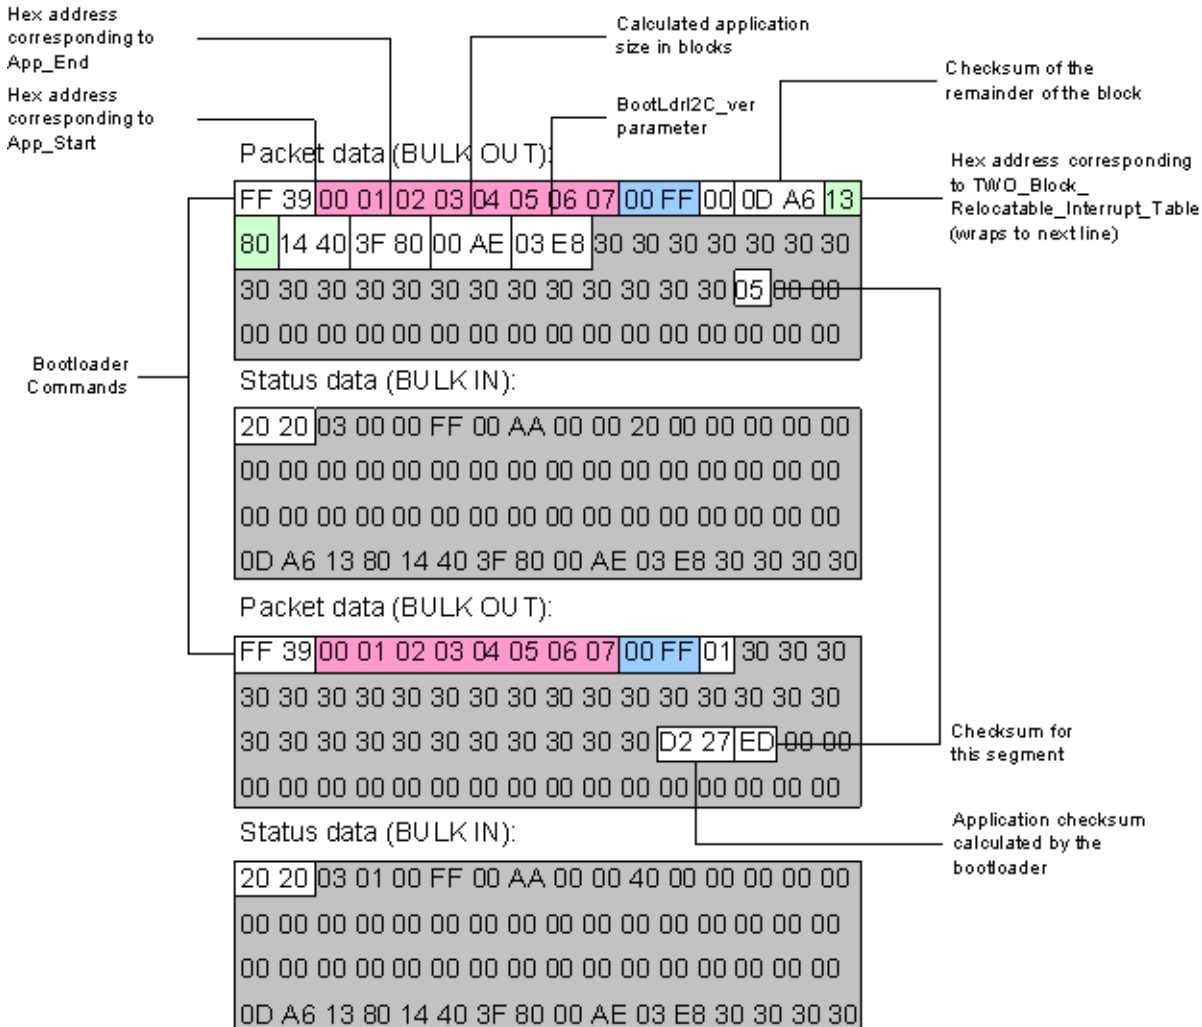 Hex address
corresponding to
App_End
Hex address
corresponding to
App_Start
Calculated application
size in blocks
BootLdrI2C_ver
parameter
Checksum of the
remainder of the block
Hex address corresponding
to TWO_Block_
Relocatable_Interrupt_Table
(wraps to next line)
Packet data (BULK OUT):
FF 39 00 01 02 03 04 05 06 07 00 FF 00 0D A6 13
80 14 40 3F 80 00 AE 03 E8 30 30 30 30 30 30 30
30 30 30 30 30 30 30 30 30 30 30 30 30 05 00 00
00 00 00 00 00 00 00 00 00 00 00 00 00 00 00 00
Bootloader
Commands
Status data (BULK IN):
20 20 03 00 00 FF 00 AA 00 00 20 00 00 00 00 00
00 00 00 00 00 00 00 00 00 00 00 00 00 00 00 00
00 00 00 00 00 00 00 00 00 00 00 00 00 00 00 00
0D A6 13 80 14 40 3F 80 00 AE 03 E8 30 30 30 30
Packet data (BULK OUT):
FF 39 00 01 02 03 04 05 06 07 00 FF 01 30 30 30
30 30 30 30 30 30 30 30 30 30 30 30 30 30 30 30
30 30 30 30 30 30 30 30 30 30 30 D2 27 ED 00 00
00 00 00 00 00 00 00 00 00 00 00 00 00 00 00 00
Checksum for
this segment
Application checksum
calculated by the
bootloader
Status data (BULK IN):
20 20 03 01 00 FF 00 AA 00 00 40 00 00 00 00 00
00 00 00 00 00 00 00 00 00 00 00 00 00 00 00 00
00 00 00 00 00 00 00 00 00 00 00 00 00 00 00 00
0D A6 13 80 14 40 3F 80 00 AE 03 E8 30 30 30 30